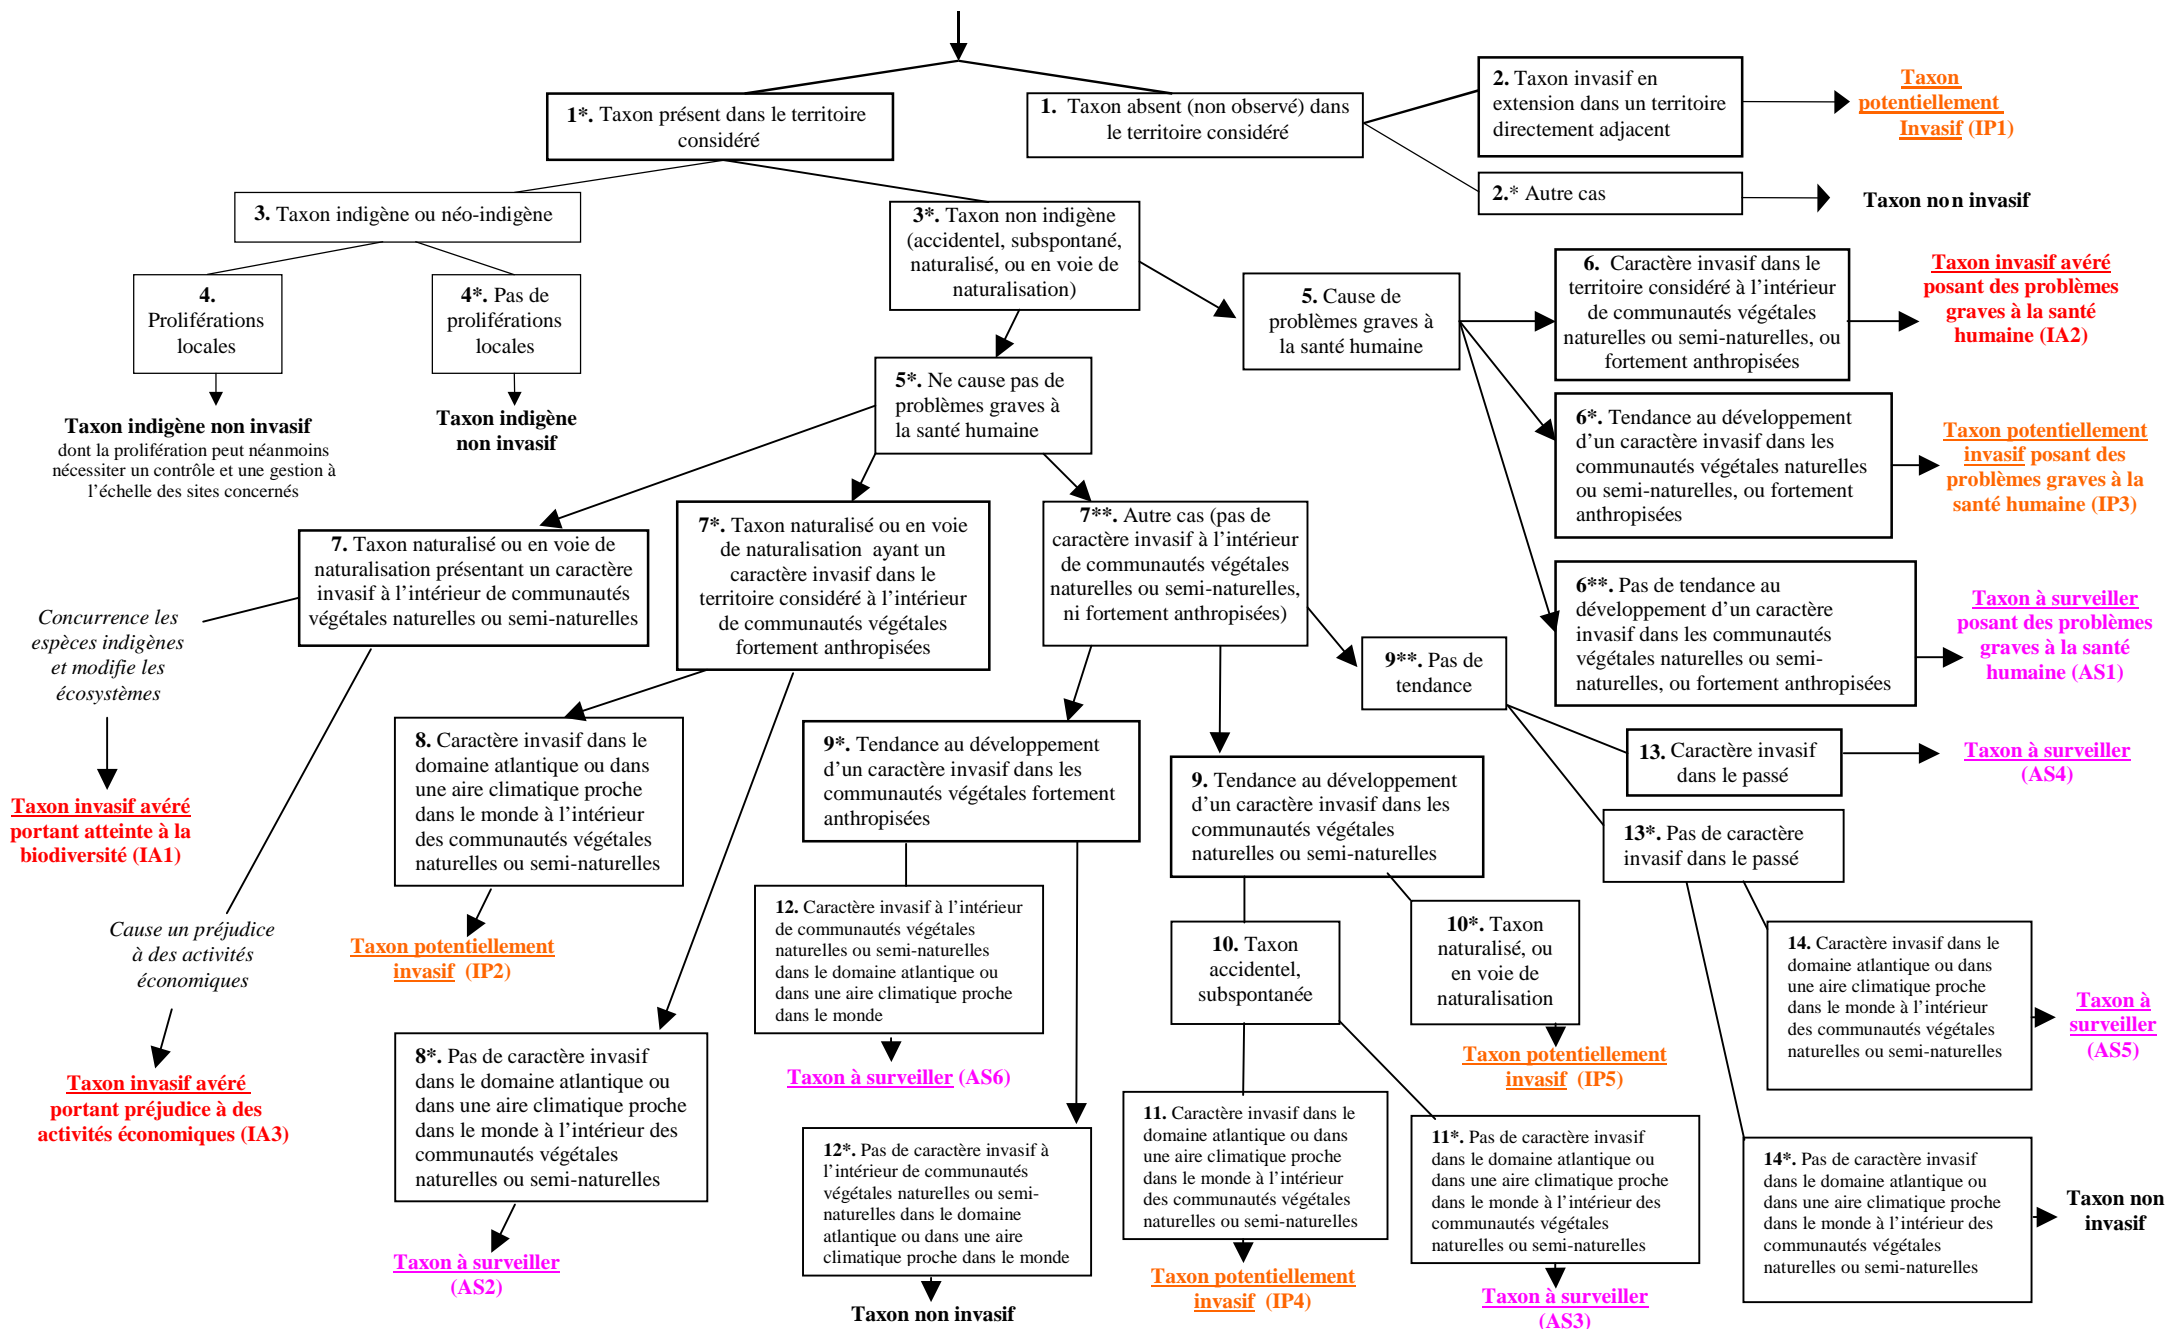 1*. Taxon présent dans le territoire
considéré
1. Taxon absent (non observé) dans
le territoire considéré
2. Taxon invasif en
extension dans un territoire
directement adjacent
Taxon
potentiellement
Invasif (IP1)
2.* Autre cas
Taxon non invasif
3. Taxon indigène ou néo-indigène
3*. Taxon non indigène
(accidentel, subspontané,
naturalisé, ou en voie de
naturalisation)
4.
Proliférations
locales
4*. Pas de
proliférations
locales
Taxon indigène non invasif
dont la prolifération peut néanmoins
nécessiter un contrôle et une gestion à
l’échelle des sites concernés
Taxon indigène
non invasif
5. Cause de
problèmes graves à
la santé humaine
5*. Ne cause pas de
problèmes graves à
la santé humaine
6. Caractère invasif dans le
territoire considéré à l’intérieur
de communautés végétales
naturelles ou semi-naturelles, ou
fortement anthropisées
Taxon invasif avéré
posant des problèmes
graves à la santé
humaine (IA2)
6*. Tendance au développement
d’un caractère invasif dans les
communautés végétales naturelles
ou semi-naturelles, ou fortement
anthropisées
Taxon potentiellement
invasif posant des
problèmes graves à la
santé humaine (IP3)
6**. Pas de tendance au
développement d’un caractère
invasif dans les communautés
végétales naturelles ou semi-
naturelles, ou fortement anthropisées
Taxon à surveiller
posant des problèmes
graves à la santé
humaine (AS1)
7. Taxon naturalisé ou en voie de
naturalisation présentant un caractère
invasif à l’intérieur de communautés
végétales naturelles ou semi-naturelles
7*. Taxon naturalisé ou en voie
de naturalisation ayant un
caractère invasif dans le
territoire considéré à l’intérieur
de communautés végétales
fortement anthropisées
7**. Autre cas (pas de
caractère invasif à l’intérieur
de communautés végétales
naturelles ou semi-naturelles,
ni fortement anthropisées)
Concurrence les
espèces indigènes
et modifie les
écosystèmes
Taxon invasif avéré
portant atteinte à la
biodiversité (IA1)
Cause un préjudice
à des activités
économiques
Taxon invasif avéré
portant préjudice à des
activités économiques (IA3)
8. Caractère invasif dans le
domaine atlantique ou dans
une aire climatique proche
dans le monde à l’intérieur
des communautés végétales
naturelles ou semi-naturelles
Taxon potentiellement
invasif (IP2)
8*. Pas de caractère invasif
dans le domaine atlantique ou
dans une aire climatique proche
dans le monde à l’intérieur des
communautés végétales
naturelles ou semi-naturelles
Taxon à surveiller
(AS2)
9*. Tendance au développement
d’un caractère invasif dans les
communautés végétales fortement
anthropisées
9. Tendance au développement
d’un caractère invasif dans les
communautés végétales
naturelles ou semi-naturelles
9**. Pas de
tendance
12. Caractère invasif à l’intérieur
de communautés végétales
naturelles ou semi-naturelles
dans le domaine atlantique ou
dans une aire climatique proche
dans le monde
Taxon à surveiller (AS6)
12*. Pas de caractère invasif à
l’intérieur de communautés
végétales naturelles ou semi-
naturelles dans le domaine
atlantique ou dans une aire
climatique proche dans le monde
Taxon non invasif
10. Taxon
accidentel,
subspontanée
10*. Taxon
naturalisé, ou
en voie de
naturalisation
Taxon potentiellement
invasif (IP5)
11. Caractère invasif dans le
domaine atlantique ou dans
une aire climatique proche
dans le monde à l’intérieur
des communautés végétales
naturelles ou semi-naturelles
Taxon potentiellement
invasif (IP4)
11*. Pas de caractère invasif
dans le domaine atlantique ou
dans une aire climatique proche
dans le monde à l’intérieur des
communautés végétales
naturelles ou semi-naturelles
Taxon à surveiller
(AS3)
13. Caractère invasif
dans le passé
Taxon à surveiller
(AS4)
13*. Pas de caractère
invasif dans le passé
14. Caractère invasif dans le
domaine atlantique ou dans
une aire climatique proche
dans le monde à l’intérieur
des communautés végétales
naturelles ou semi-naturelles
Taxon à
surveiller
(AS5)
14*. Pas de caractère invasif
dans le domaine atlantique ou
dans une aire climatique proche
dans le monde à l’intérieur des
communautés végétales
naturelles ou semi-naturelles
Taxon non
invasif